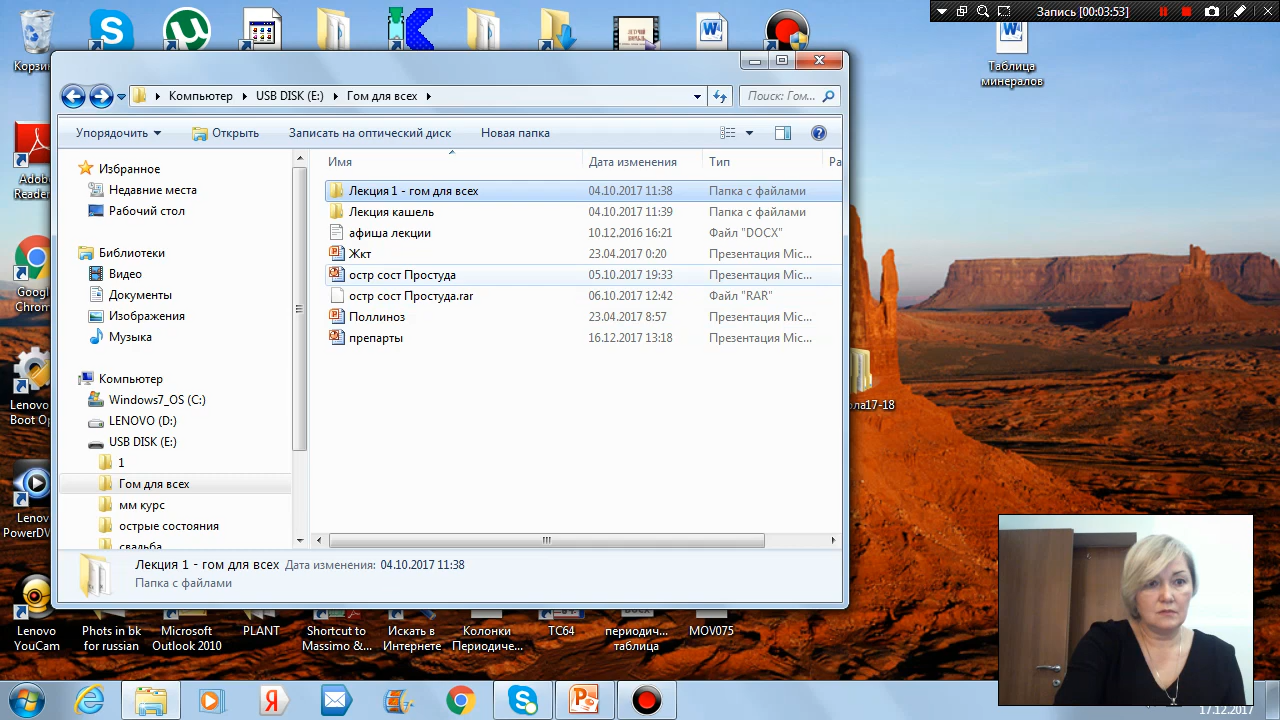 Запись [00:03:53]
Корзин
Таблица
минералов
Компьютер
USB DISK (E:)
Гом для всех
Поиск: Гом...
Упорядочить
Открыть
Записать на оптический диск
Новая папка
Имя
Дата изменения
Тип
Ра
Избранное
Недавние места
Рабочий стол
Библиотеки
Видео
Документы
Изображения
Музыка
Компьютер
Windows7_OS (C:)
LENOVO (D:)
USB DISK (E:)
1
Гом для всех
мм курс
острые состояния
свадьба
Лекция 1 - гом для всех 04.10.2017 11:38 Папка с файлами
Лекция кашель 04.10.2017 11:39 Папка с файлами
афиша лекции 10.12.2016 16:21 Файл "DOCX"
Жкт 23.04.2017 0:20 Презентация Mic...
остр сост Простуда 05.10.2017 19:33 Презентация Mic...
остр сост Простуда.rar 06.10.2017 12:42 Файл "RAR"
Поллиноз 23.04.2017 8:57 Презентация Mic...
препарты 16.12.2017 13:18 Презентация Mic...
Лекция 1 - гом для всех Дата изменения: 04.10.2017 11:38
Папка с файлами
Adob
Reader
Googl
Chrom
Lenovo
Boot Op
Lenov
PowerDV
ола17-18
Lenovo
YouCam
Phots in bk
for russian
Microsoft
Outlook 2010
PLANT
Shortcut to
Massimo &...
Искать в
Интернете
Колонки
Периодиче...
TC64
периодич...
таблица
MOV075
17.12.2017